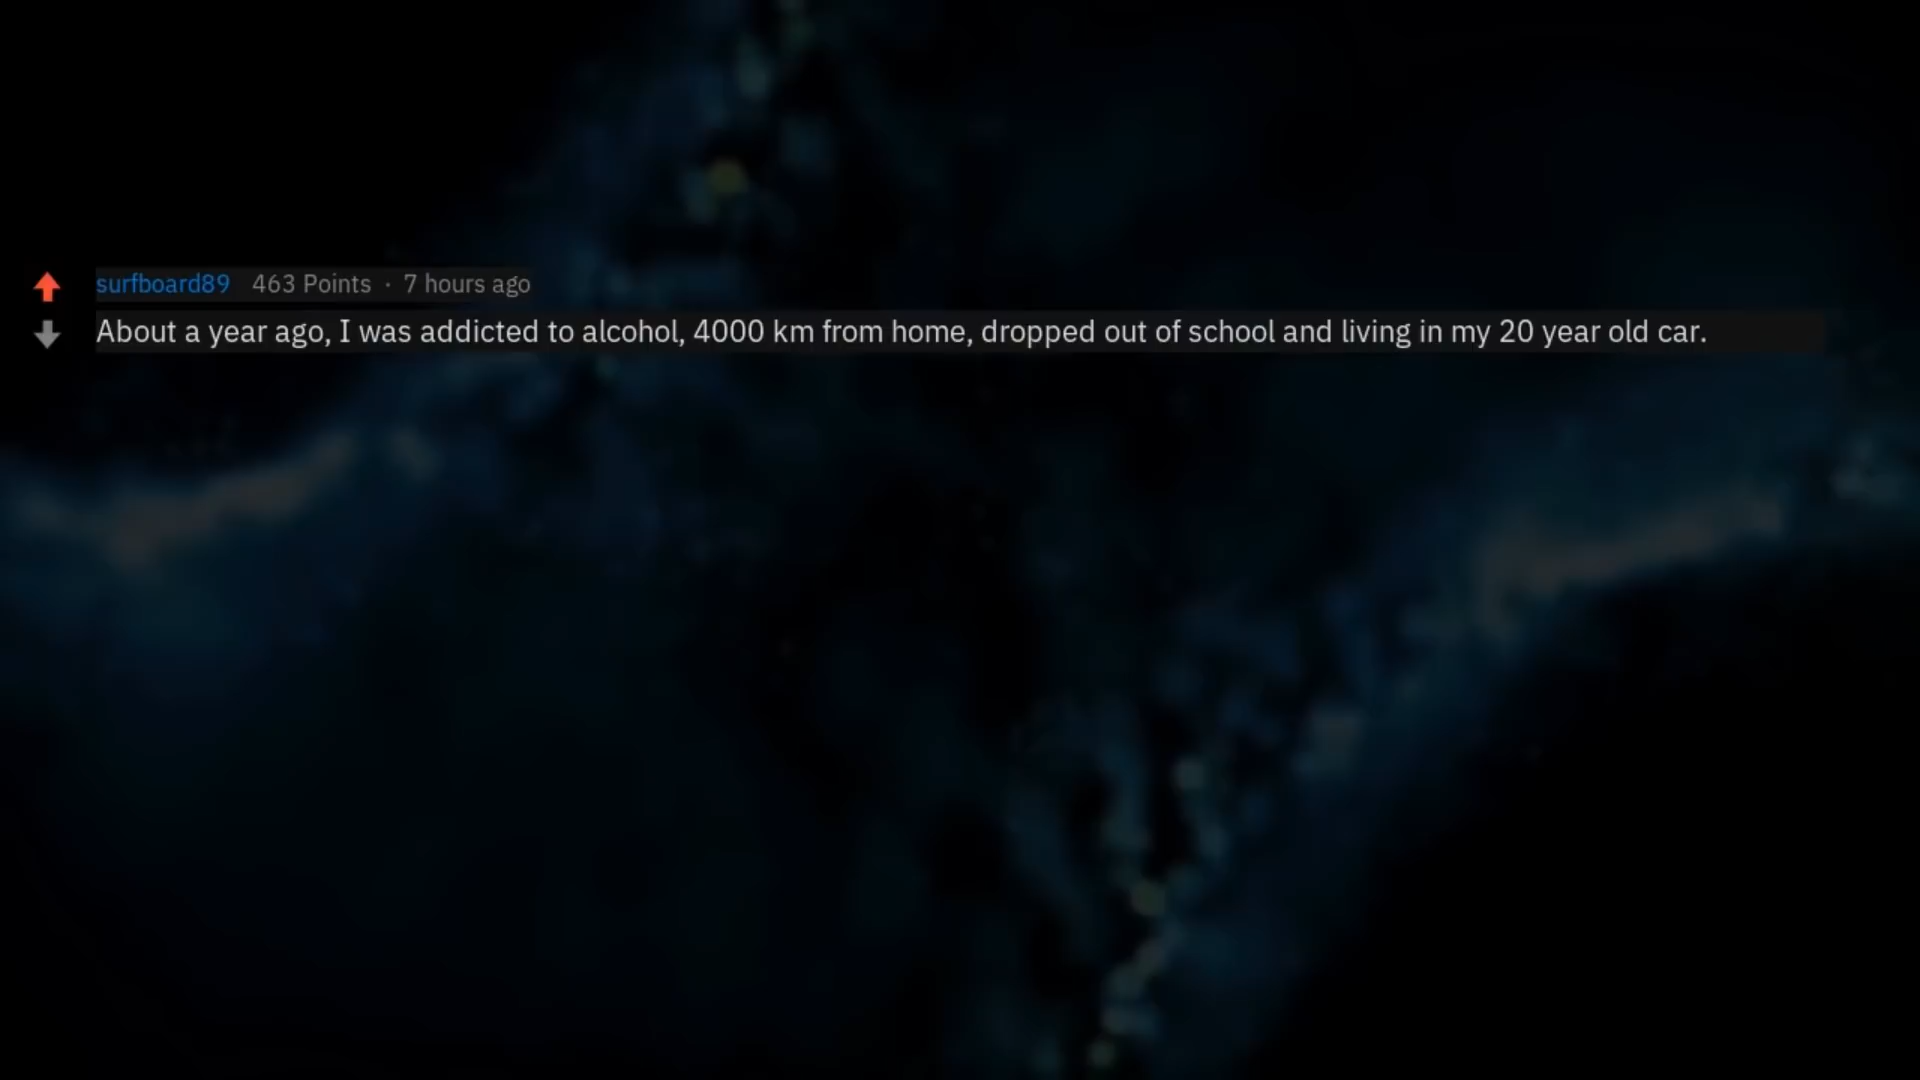 surfboard89 463 Points · 7 hours ago
About a year ago, I was addicted to alcohol, 4000 km from home, dropped out of school and living in my 20 year old car.